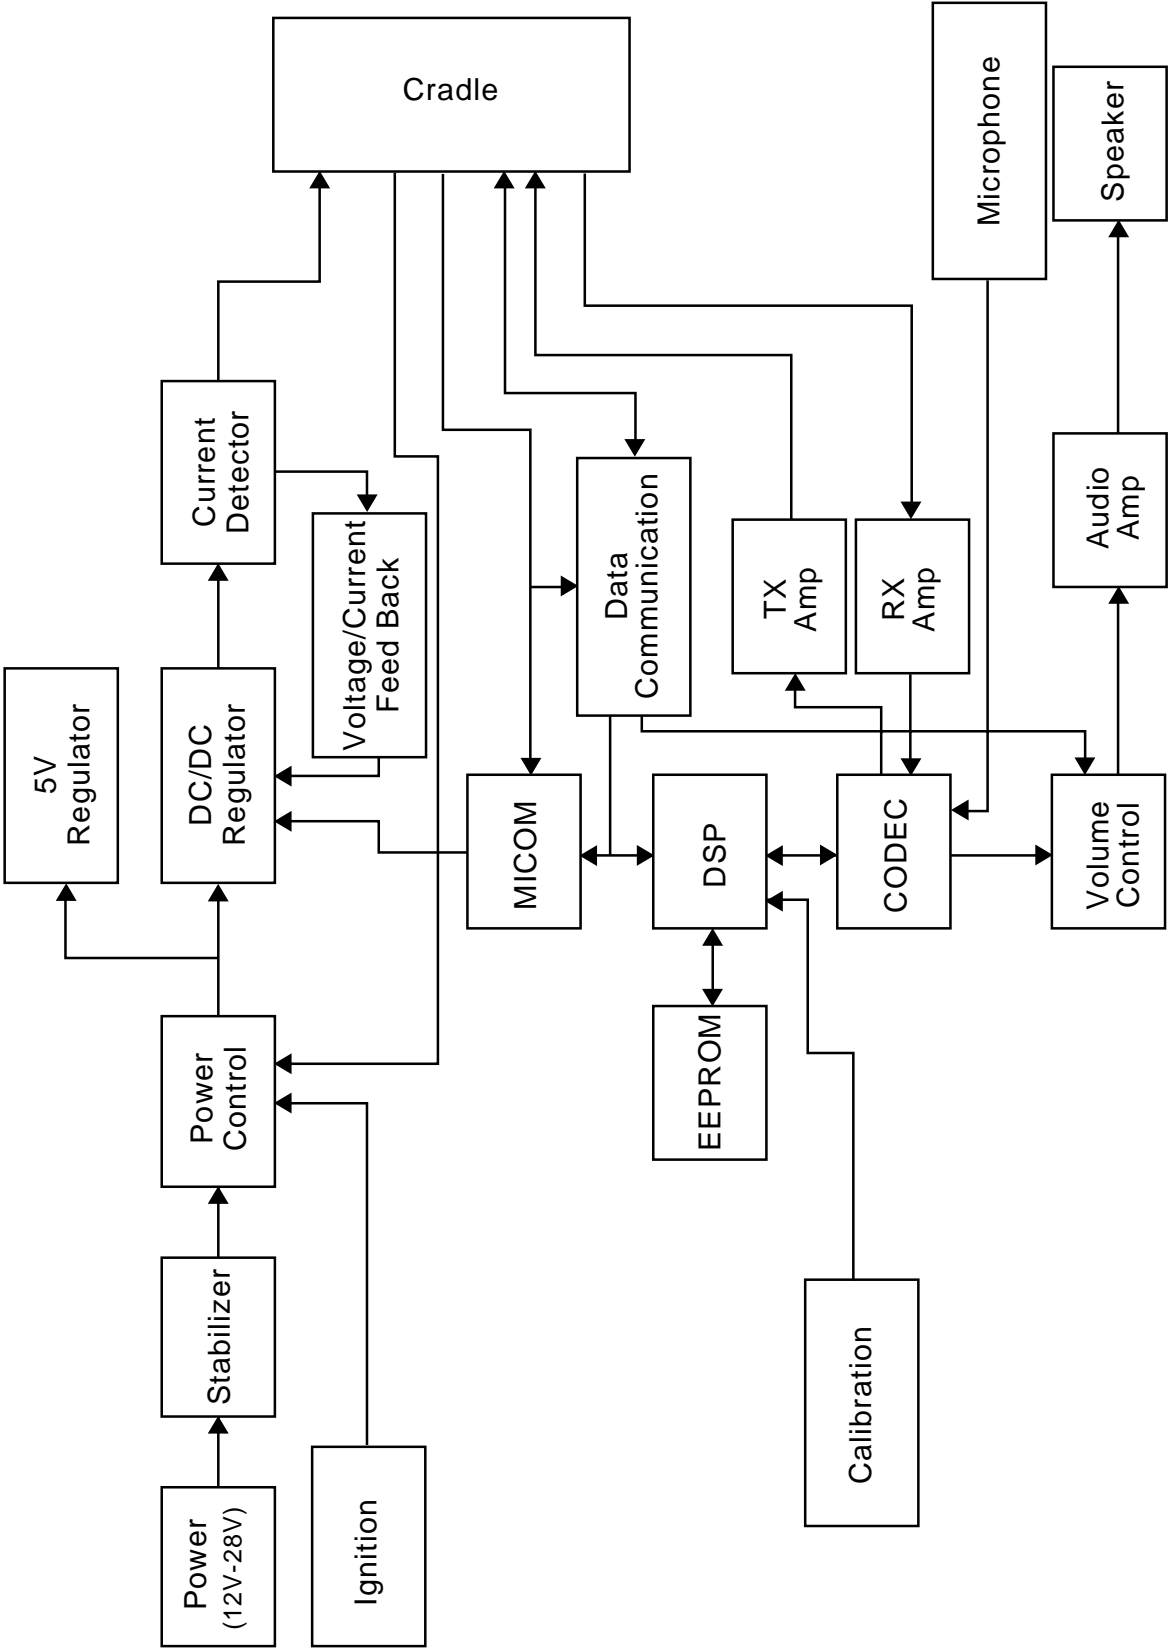 Cradle
Microphone
Speaker
Current
Detector
Voltage/Current
Feed Back
Data
Communication
TX
Amp
RX
Amp
Audio
Amp
5V
Regulator
DC/DC
Regulator
MICOM
DSP
CODEC
Volume
Control
Power
Control
EEPROM
Stabilizer
Calibration
Power
(12V-28V)
Ignition